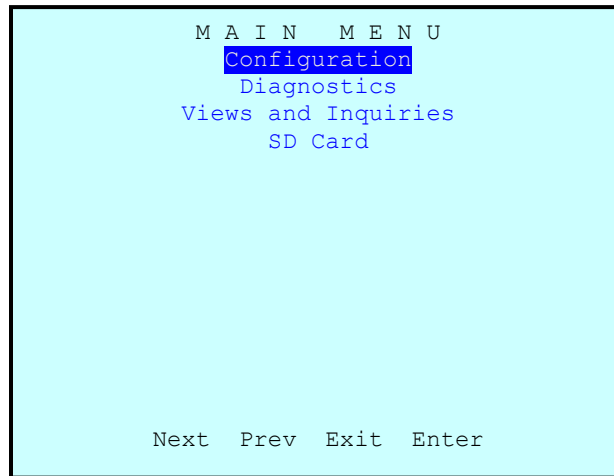 M A I N  M E N U
Configuration
Diagnostics
Views and Inquiries
SD Card
Next Prev Exit Enter